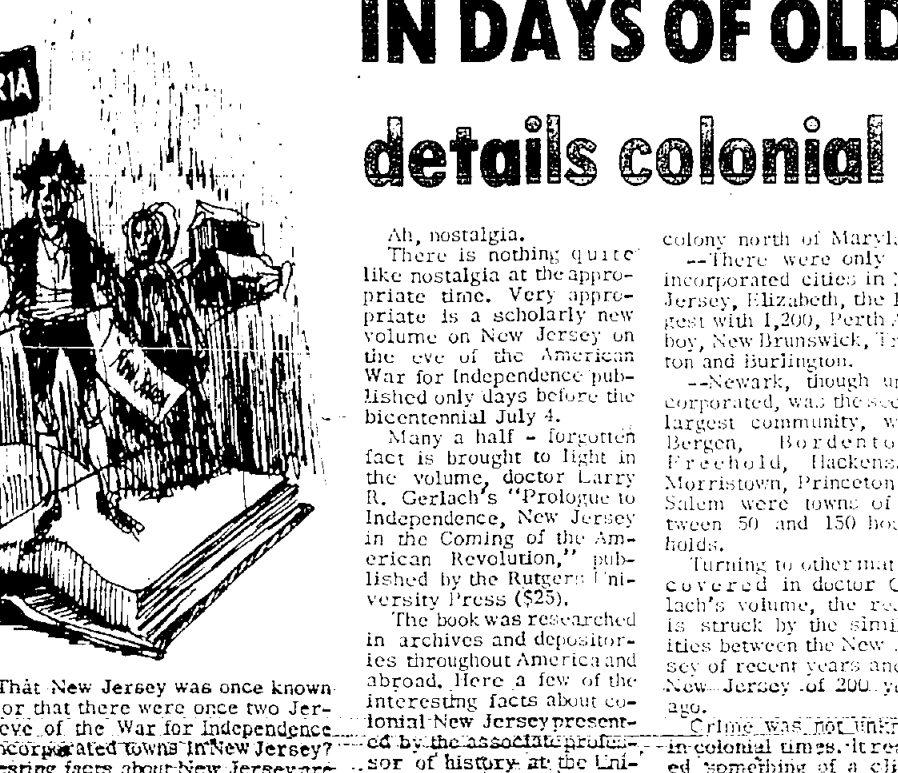 IN DAYS OF OLD
details colonial
Ah, nostalgia.
There is nothing quite
like nostalgia at the appro-
priate time. Very appro-
priate is a scholarly new
volume on New Jersey on
the eve of the American
War for Independence pub-
lished only days before the
bicentennial July 4.
Many a half - forgotten
fact is brought to light in
the volume, doctor Larry
R. Gerlach's "Prologue to
Independence, New Jersey
in the Coming of the Am-
erican Revolution," pub-
lished by the Rutgers Uni-
versity Press ($25).
The book was researched
in archives and depositor-
ies throughout America and
abroad. Here a few of the
interesting facts about co-
lonial New Jersey present-
ed by the associate profes-
sor of history at the Uni-
colony north of Maryla
--There were only
incorporated cities in
Jersey, Elizabeth, the
gest with 1,200, Perth A
boy, New Brunswick, Tr
ton and Burlington.
--Newark, though un
corporated, was the sec
largest community, w
Bergen, Bordento
Freehold, Hackens
Morristown, Princeton
Salem were towns of
tween 50 and 150 hou
holds.
Turning to other mat
covered in doctor G
lach's volume, the rea
is struck by the simil
ities between the New
sey of recent years and
New Jersey of 200 ye
ago.
Crime was not unkn
in colonial times. It rea
ed something of a cli
RIA
That New Jersey was once known
or that there were once two Jer-
eve of the War for Independence
ncorporated towns in New Jersey?
esting facts about New Jersey are